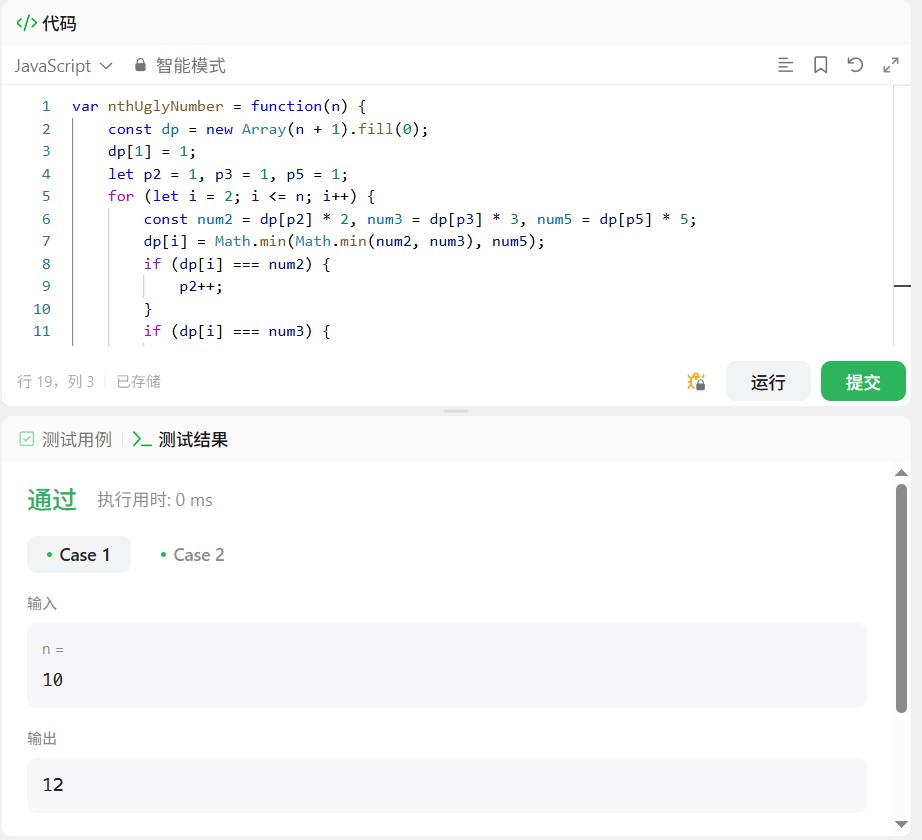 </> 代码
JavaScript 智能模式
1 var nthUglyNumber = function(n) {
2 const dp = new Array(n + 1).fill(0);
3 dp[1] = 1;
4 let p2 = 1, p3 = 1, p5 = 1;
5 for (let i = 2; i <= n; i++) {
6 const num2 = dp[p2] * 2, num3 = dp[p3] * 3, num5 = dp[p5] * 5;
7 dp[i] = Math.min(Math.min(num2, num3), num5);
8 if (dp[i] === num2) {
9 p2++;
10 }
11 if (dp[i] === num3) {
行 19，列 3 已存储 运行 提交
测试用例 >_ 测试结果
通过 执行用时: 0 ms
Case 1 Case 2
输入
n =
10
输出
12